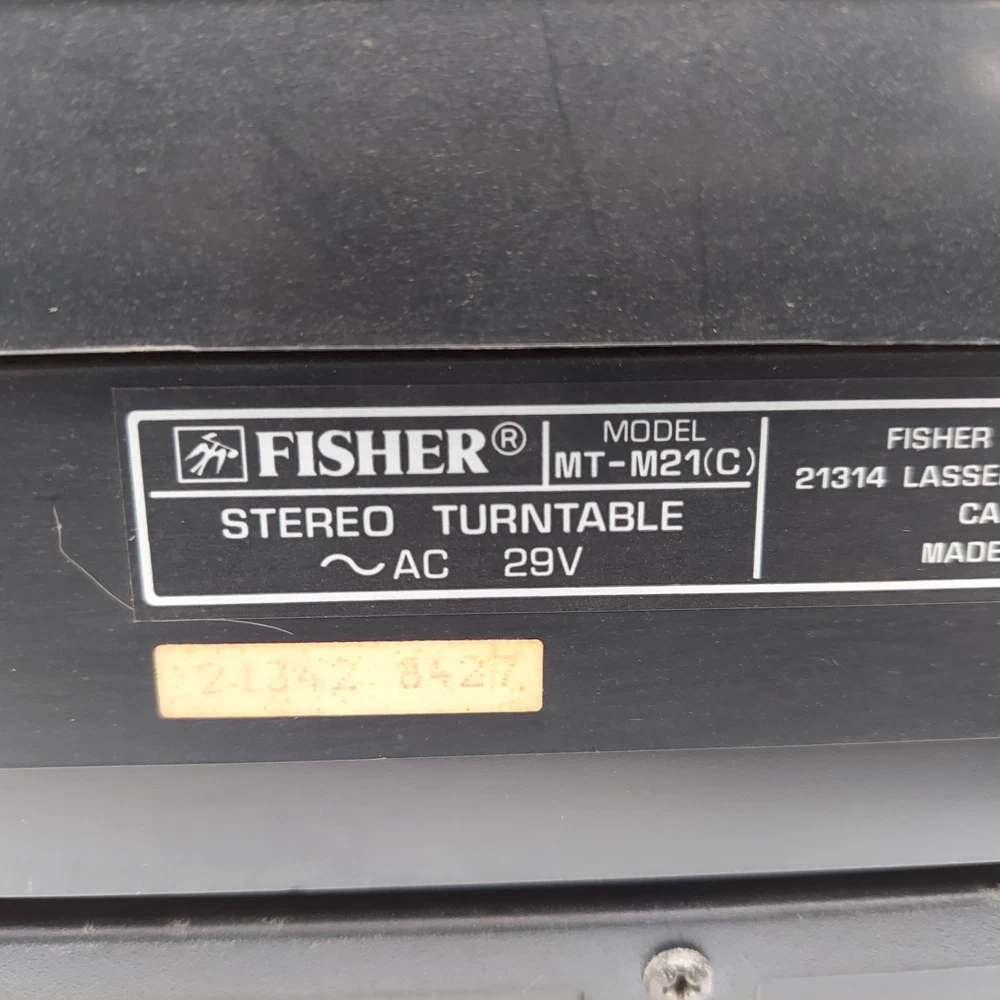 FISHER® MODEL
MT-M21(C)
STEREO TURNTABLE
~AC 29V
FISHER
21314 LASSE
CA
MADE
21342 8427